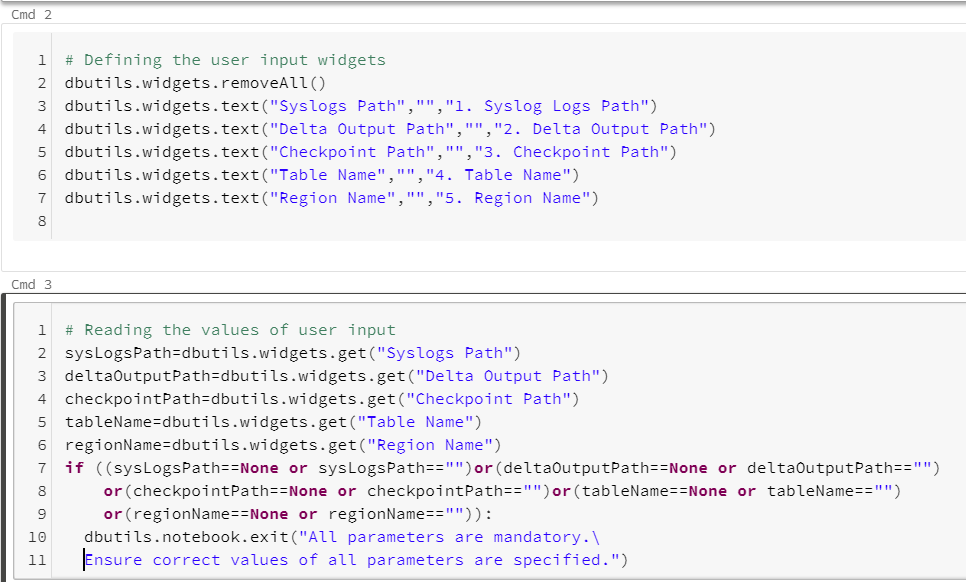 Cmd 2
1 # Defining the user input widgets
2 dbutils.widgets.removeAll()
3 dbutils.widgets.text("Syslogs Path","","1. Syslog Logs Path")
4 dbutils.widgets.text("Delta Output Path","","2. Delta Output Path")
5 dbutils.widgets.text("Checkpoint Path","","3. Checkpoint Path")
6 dbutils.widgets.text("Table Name","","4. Table Name")
7 dbutils.widgets.text("Region Name","","5. Region Name")
8
Cmd 3
1 # Reading the values of user input
2 sysLogsPath=dbutils.widgets.get("Syslogs Path")
3 deltaOutputPath=dbutils.widgets.get("Delta Output Path")
4 checkpointPath=dbutils.widgets.get("Checkpoint Path")
5 tableName=dbutils.widgets.get("Table Name")
6 regionName=dbutils.widgets.get("Region Name")
7 if ((sysLogsPath==None or sysLogsPath=="")or(deltaOutputPath==None or deltaOutputPath=="")
8     or(checkpointPath==None or checkpointPath=="")or(tableName==None or tableName=="")
9     or(regionName==None or regionName=="")):
10   dbutils.notebook.exit("All parameters are mandatory.\
11   Ensure correct values of all parameters are specified.")